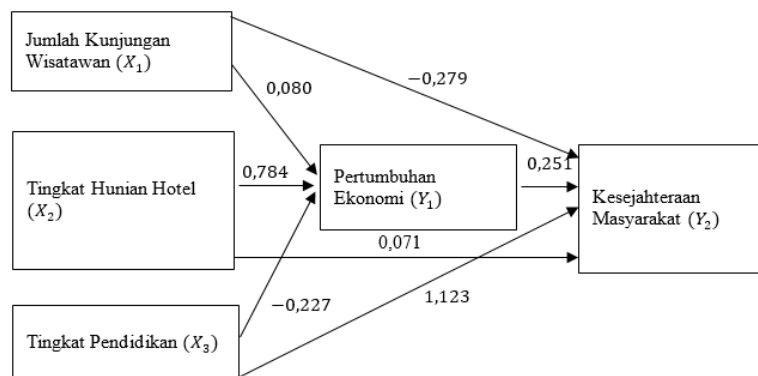 Jumlah Kunjungan
Wisatawan (X₁)
−0,279
0,080
Tingkat Hunian Hotel
(X₂)
0,784
Pertumbuhan
Ekonomi (Y₁)
0,251
Kesejahteraan
Masyarakat (Y₂)
0,071
−0,227
1,123
Tingkat Pendidikan (X₃)